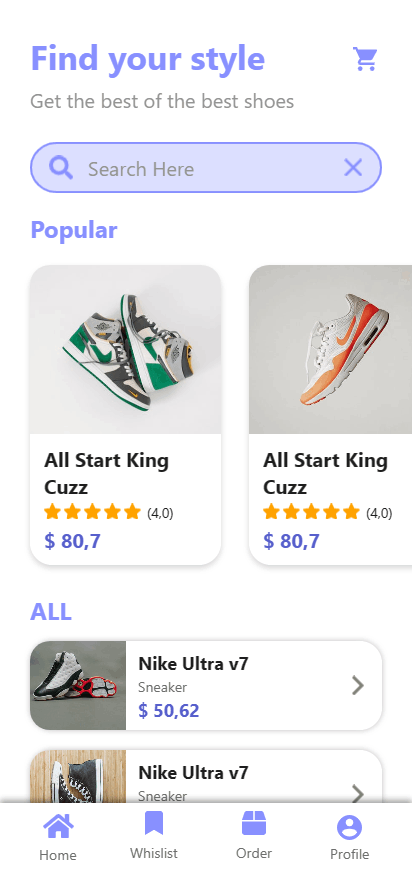 Find your style
Get the best of the best shoes
Search Here
Popular
All Start King
Cuzz
(4,0)
$ 80,7
All Start King
Cuzz
(4,0)
$ 80,7
ALL
Nike Ultra v7
Sneaker
$ 50,62
Nike Ultra v7
Sneaker
Home
Whislist
Order
Profile